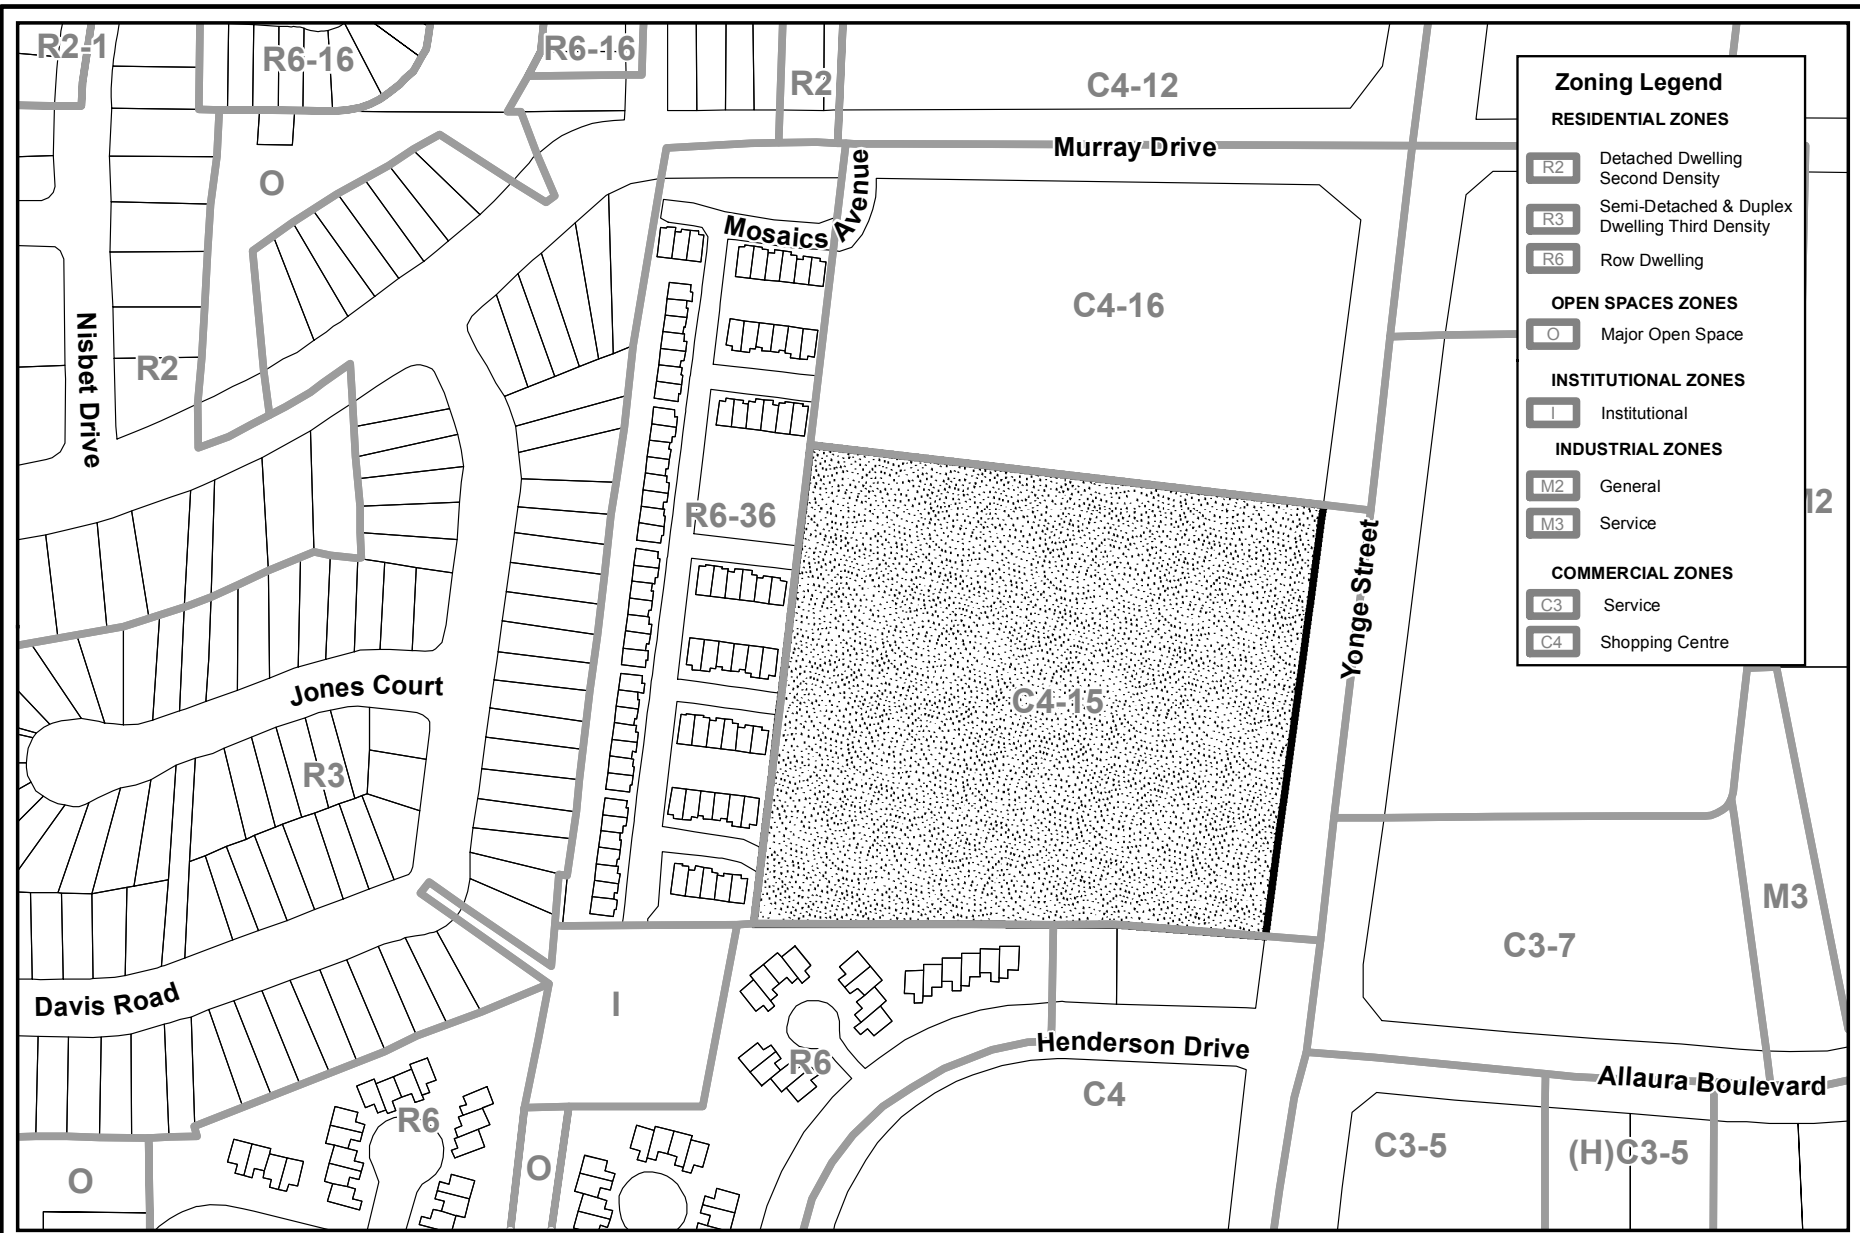 R2-1
R6-16
R6-16
R2
C4-12
Murray Drive
O
Mosaics Avenue
C4-16
Nisbet Drive
R2
R6-36
Yonge Street
Jones Court
C4-15
R3
M3
C3-7
Davis Road
I
Henderson Drive
R6
C4
Allaura Boulevard
R6
C3-5
(H)C3-5
O
O
Zoning Legend
RESIDENTIAL ZONES
R2 Detached Dwelling
Second Density
R3 Semi-Detached & Duplex
Dwelling Third Density
R6 Row Dwelling
OPEN SPACES ZONES
O Major Open Space
INSTITUTIONAL ZONES
I Institutional
INDUSTRIAL ZONES
M2 General
M3 Service
COMMERCIAL ZONES
C3 Service
C4 Shopping Centre